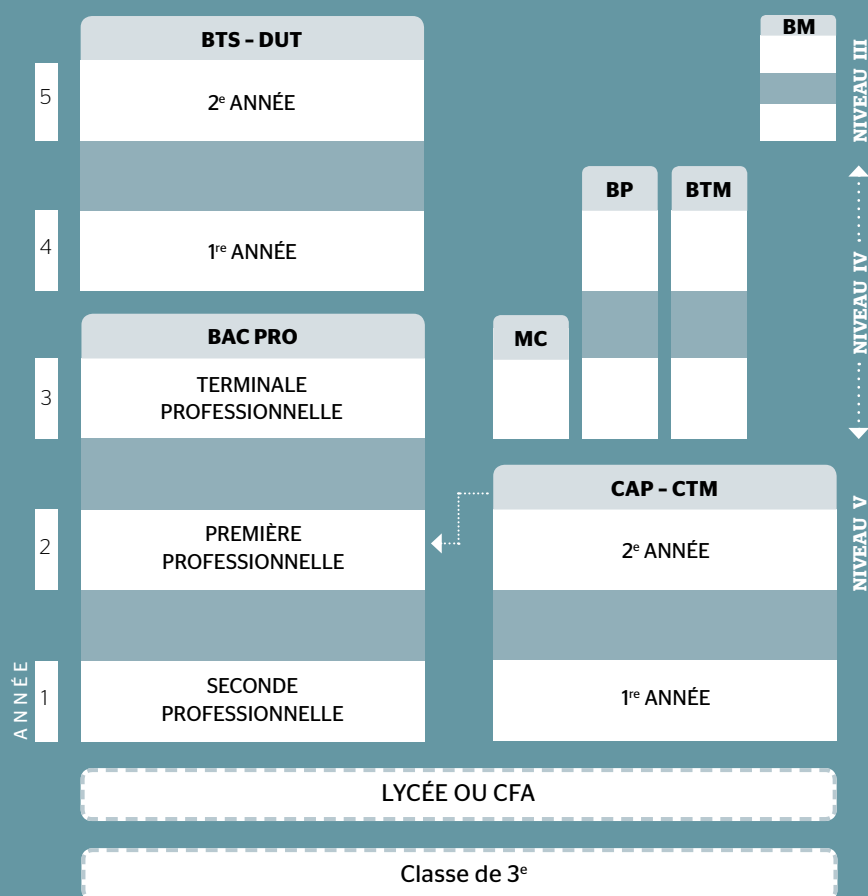 BTS – DUT
BM
5
2e ANNÉE
NIVEAU III
BP
BTM
4
1re ANNÉE
NIVEAU IV
BAC PRO
MC
3
TERMINALE
PROFESSIONNELLE
CAP – CTM
2
PREMIÈRE
PROFESSIONNELLE
2e ANNÉE
NIVEAU V
ANNÉE
1
SECONDE
PROFESSIONNELLE
1re ANNÉE
LYCÉE OU CFA
Classe de 3e